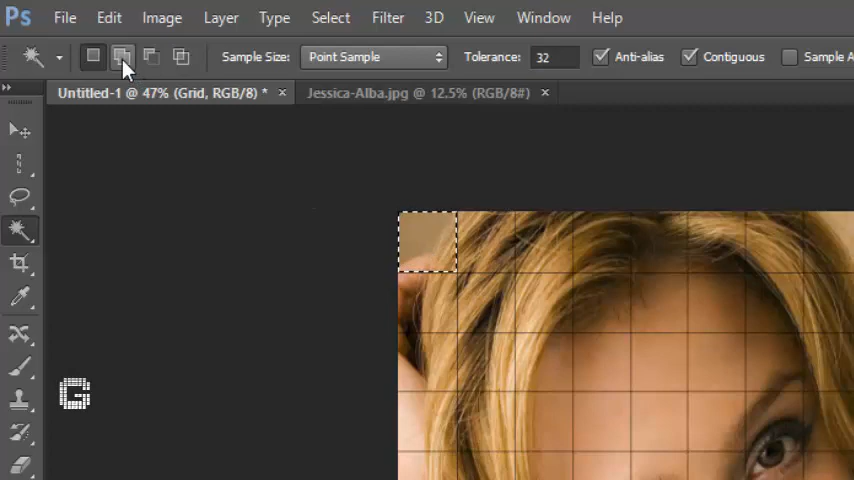 Ps File Edit Image Layer Type Select Filter 3D View Window Help
Sample Size: Point Sample Tolerance: 32 Anti-alias Contiguous Sample A
Untitled-1 @ 47% (Grid, RGB/8) * × Jessica-Alba.jpg @ 12.5% (RGB/8#) ×
G